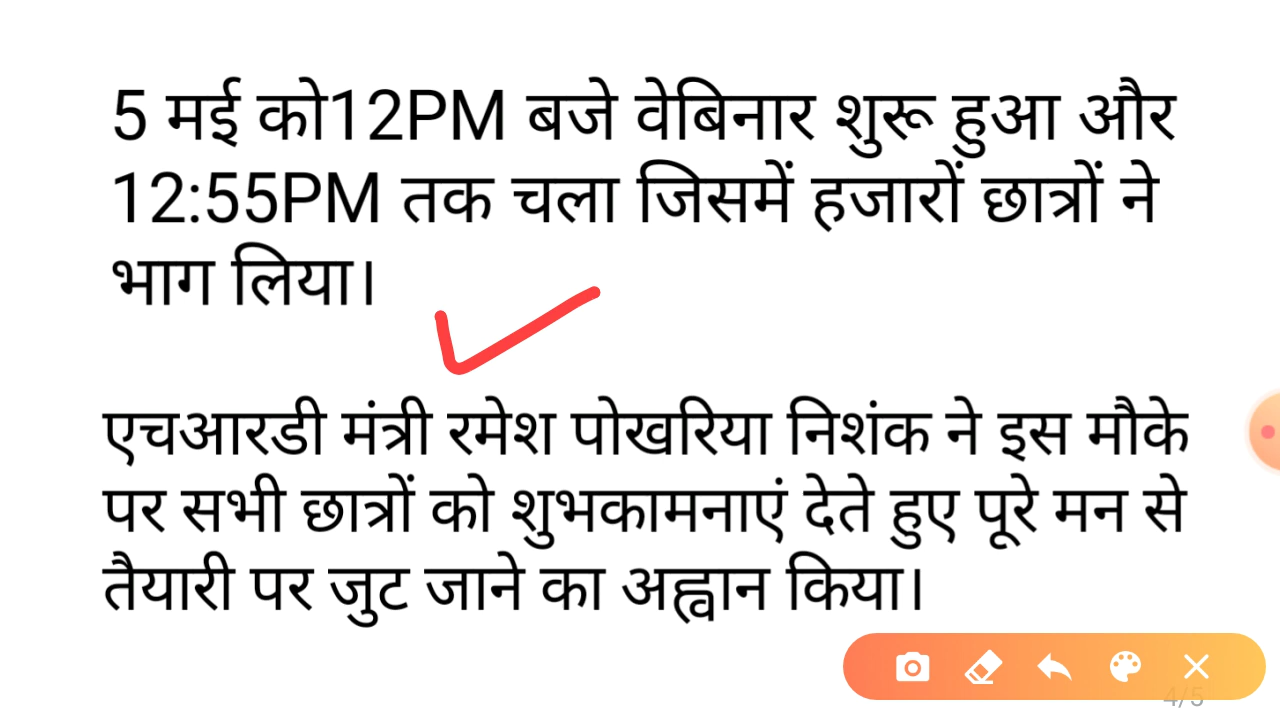 5 मई को12PM बजे वेबिनार शुरू हुआ और
12:55PM तक चला जिसमें हजारों छात्रों ने
भाग लिया।
एचआरडी मंत्री रमेश पोखरिया निशंक ने इस मौके
पर सभी छात्रों को शुभकामनाएं देते हुए पूरे मन से
तैयारी पर जुट जाने का अह्वान किया।
4/5